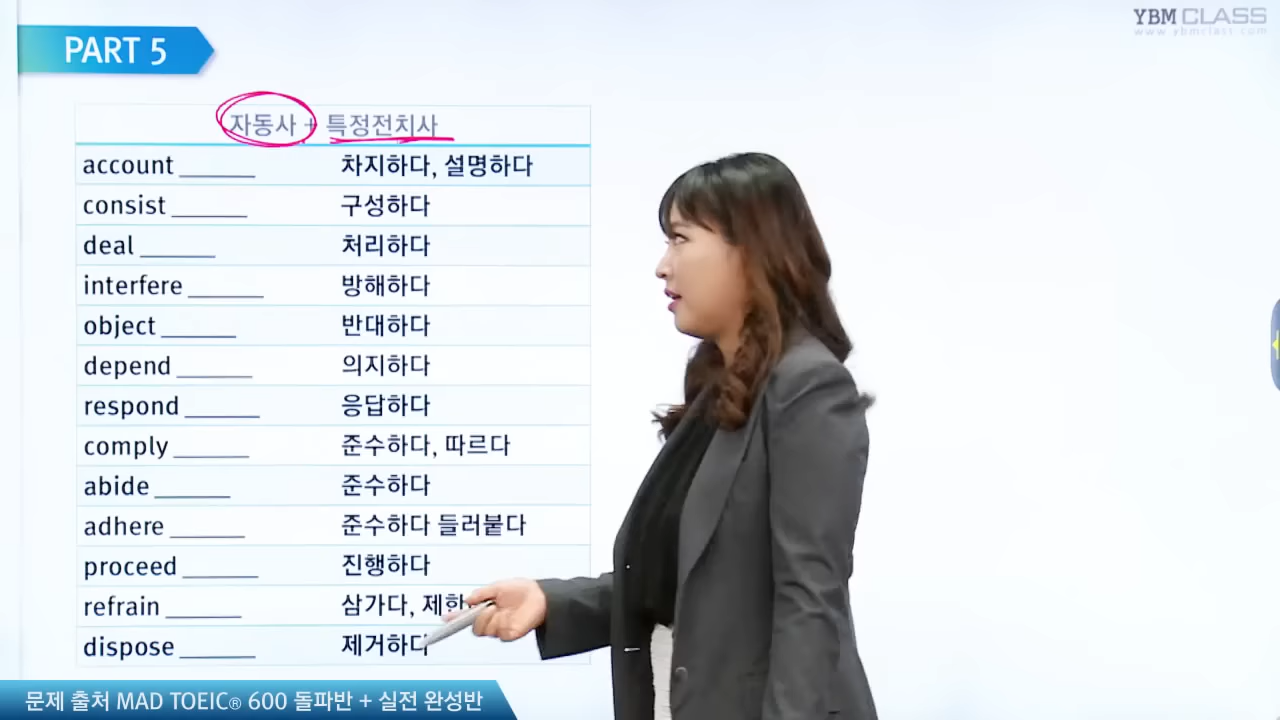 YBM CLASS
www.ybmclass.com
PART 5
자동사 + 특정전치사
account ______ 차지하다, 설명하다
consist ______ 구성하다
deal ______ 처리하다
interfere ______ 방해하다
object ______ 반대하다
depend ______ 의지하다
respond ______ 응답하다
comply ______ 준수하다, 따르다
abide ______ 준수하다
adhere ______ 준수하다 들러붙다
proceed ______ 진행하다
refrain ______ 삼가다,
dispose ______ 제거하다
문제 출처 MAD TOEIC® 600 돌파반 + 실전 완성반